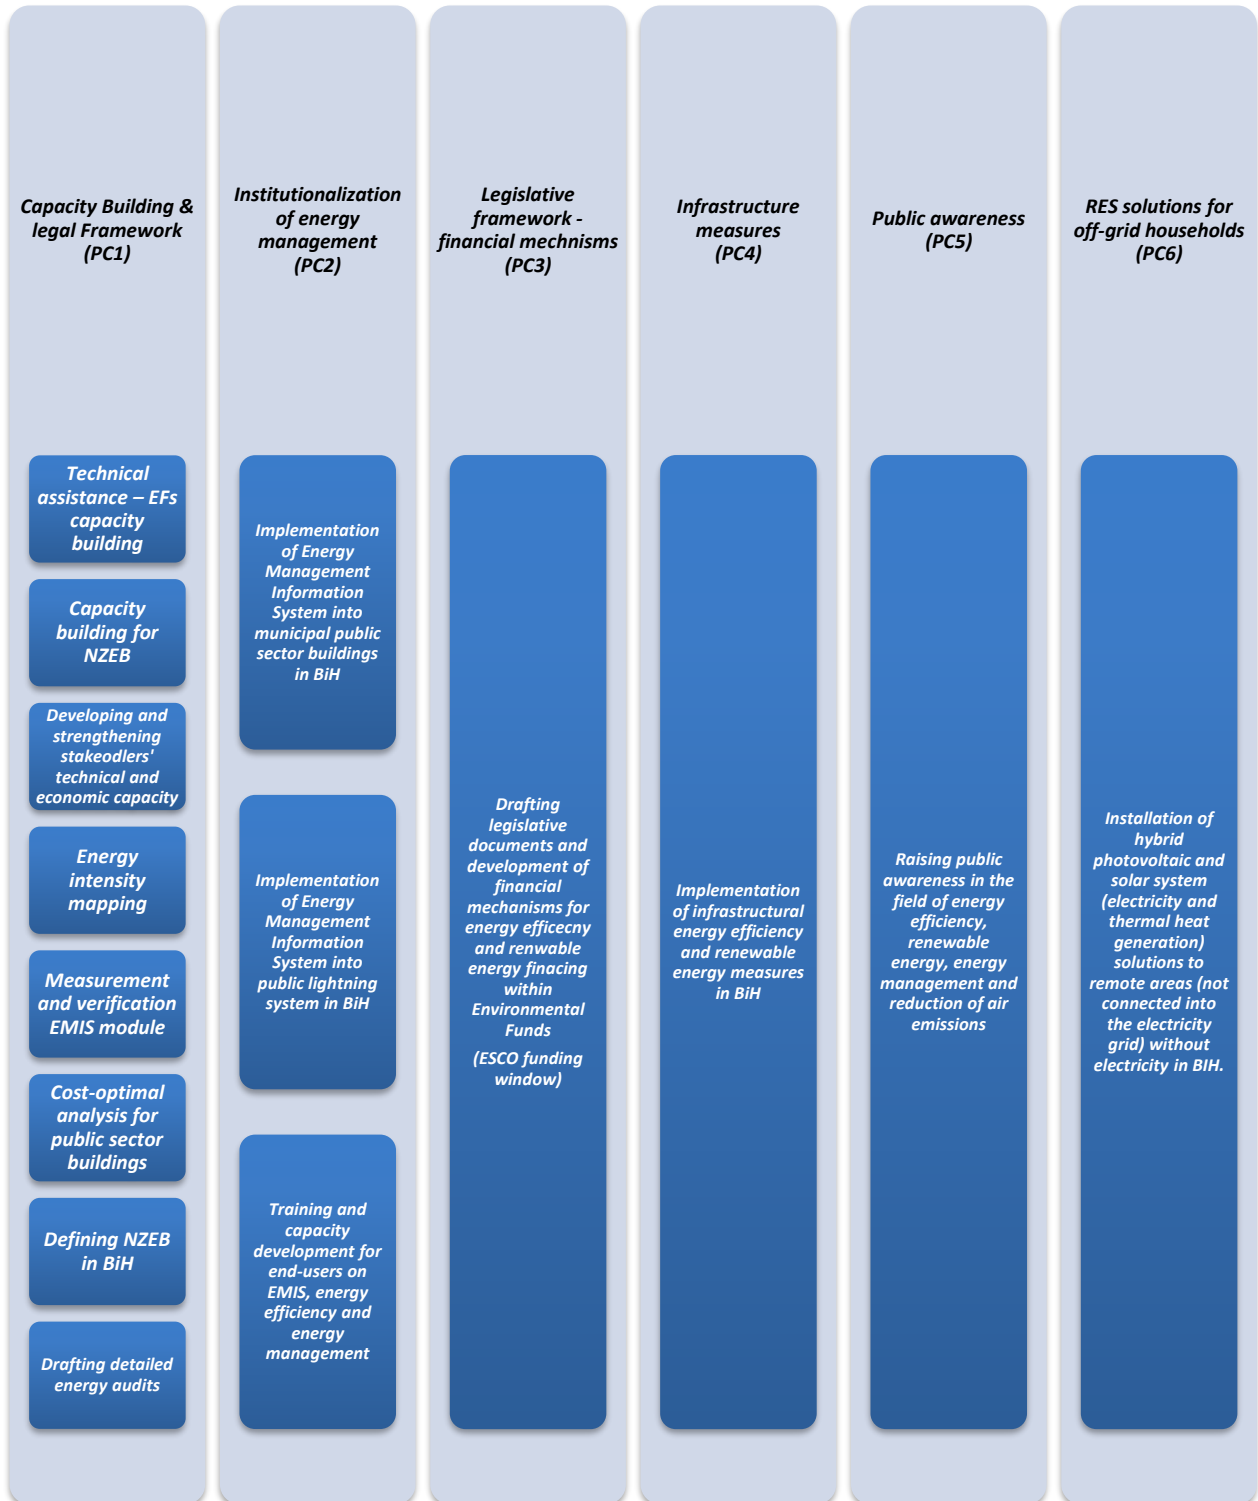 Capacity Building &
legal Framework
(PC1)
Technical
assistance – EFs
capacity
building
Capacity
building for
NZEB
Developing and
strengthening
stakeodlers'
technical and
economic capacity
Energy
intensity
mapping
Measurement
and verification
EMIS module
Cost-optimal
analysis for
public sector
buildings
Defining NZEB
in BiH
Drafting detailed
energy audits
Institutionalization
of energy
management
(PC2)
Implementation
of Energy
Management
Information
System into
municipal public
sector buildings
in BiH
Implementation
of Energy
Management
Information
System into
public lightning
system in BiH
Training and
capacity
development for
end-users on
EMIS, energy
efficiency and
energy
management
Legislative
framework -
financial mechnisms
(PC3)
Drafting
legislative
documents and
development of
financial
mechanisms for
energy efficecny
and renwable
energy finacing
within
Environmental
Funds
(ESCO funding
window)
Infrastructure
measures
(PC4)
Implementation
of infrastructural
energy efficiency
and renewable
energy measures
in BiH
Public awareness
(PC5)
Raising public
awareness in the
field of energy
efficiency,
renewable
energy, energy
management and
reduction of air
emissions
RES solutions for
off-grid households
(PC6)
Installation of
hybrid
photovoltaic and
solar system
(electricity and
thermal heat
generation)
solutions to
remote areas (not
connected into
the electricity
grid) without
electricity in BIH.